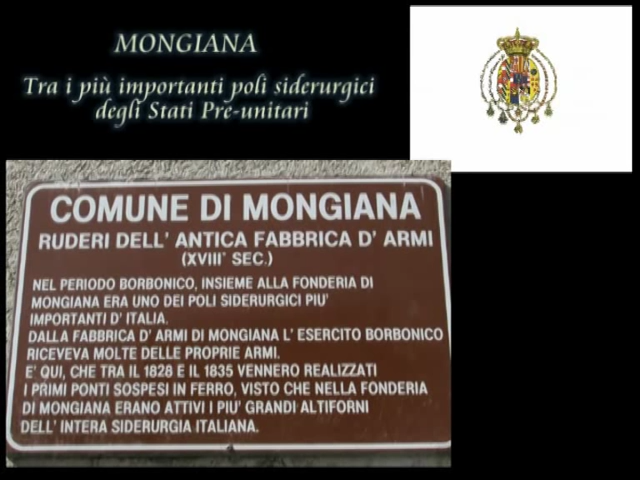 MONGIANA
Tra i più importanti poli siderurgici
degli Stati Pre-unitari
COMUNE DI MONGIANA
RUDERI DELL' ANTICA FABBRICA D' ARMI
(XVIII° SEC.)
NEL PERIODO BORBONICO, INSIEME ALLA FONDERIA DI
MONGIANA ERA UNO DEI POLI SIDERURGICI PIU'
IMPORTANTI D' ITALIA.
DALLA FABBRICA D' ARMI DI MONGIANA L' ESERCITO BORBONICO
RICEVEVA MOLTE DELLE PROPRIE ARMI.
E' QUI, CHE TRA IL 1828 E IL 1835 VENNERO REALIZZATI
I PRIMI PONTI SOSPESI IN FERRO, VISTO CHE NELLA FONDERIA
DI MONGIANA ERANO ATTIVI I PIU' GRANDI ALTIFORNI
DELL' INTERA SIDERURGIA ITALIANA.